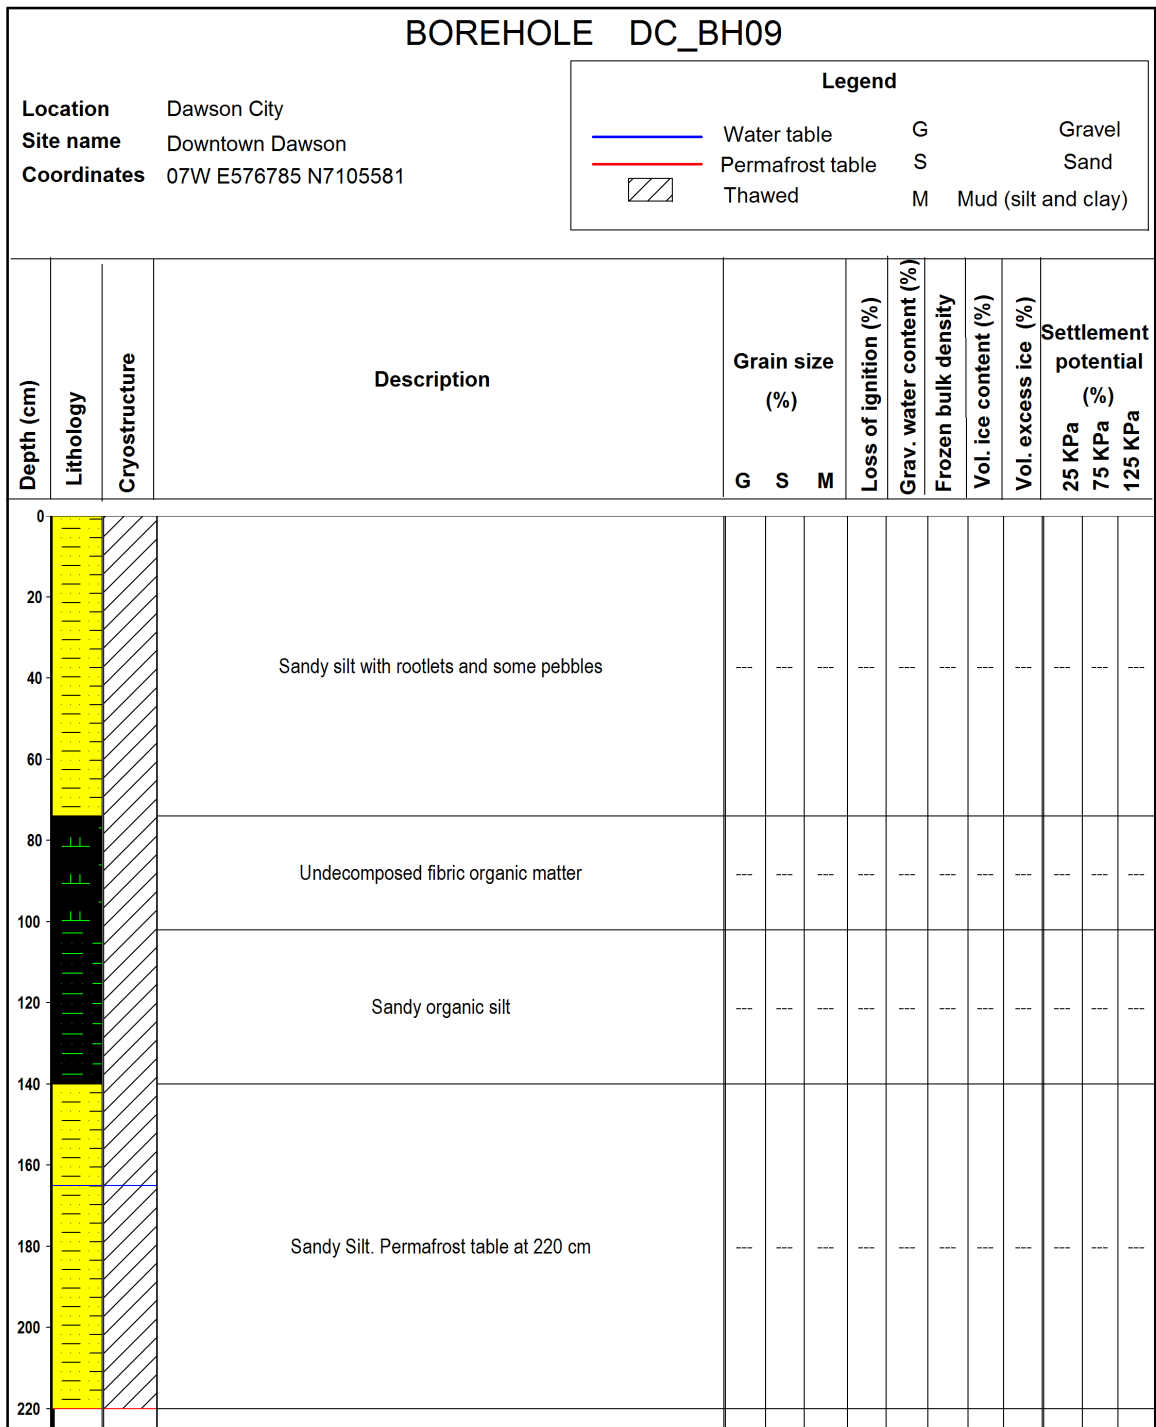 BOREHOLE DC_BH09
Location Dawson City
Site name Downtown Dawson
Coordinates 07W E576785 N7105581
Legend
Water table G Gravel
Permafrost table S Sand
Thawed M Mud (silt and clay)
Depth (cm)
Lithology
Cryostructure
Description
Grain size
(%)
G S M
Loss of ignition (%)
Grav. water content (%)
Frozen bulk density
Vol. ice content (%)
Vol. excess ice (%)
Settlement
potential
(%)
25 KPa
75 KPa
125 KPa
0
20
Sandy silt with rootlets and some pebbles --- --- --- --- --- --- --- --- --- --- ---
40
60
80
Undecomposed fibric organic matter --- --- --- --- --- --- --- --- --- --- ---
100
Sandy organic silt --- --- --- --- --- --- --- --- --- --- ---
120
140
160
180 Sandy Silt. Permafrost table at 220 cm --- --- --- --- --- --- --- --- --- --- ---
200
220